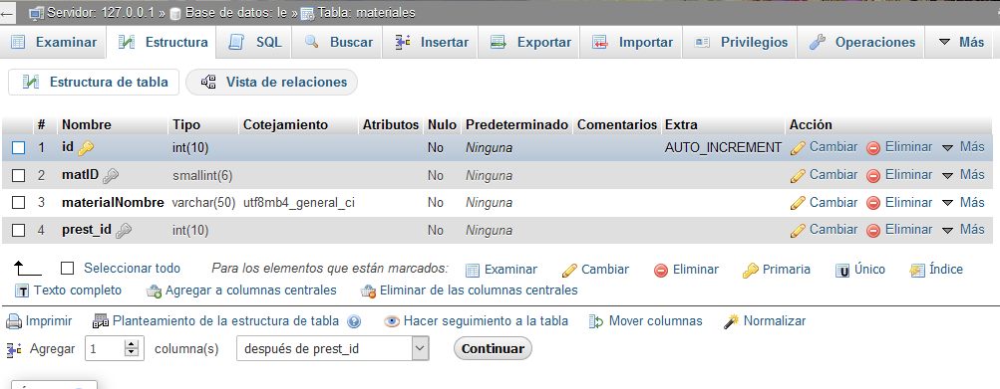 Servidor: 127.0.0.1 » Base de datos: le » Tabla: materiales
Examinar Estructura SQL Buscar Insertar Exportar Importar Privilegios Operaciones Más
Estructura de tabla Vista de relaciones
# Nombre Tipo Cotejamiento Atributos Nulo Predeterminado Comentarios Extra Acción
1 id int(10) No Ninguna AUTO_INCREMENT Cambiar Eliminar Más
2 matID smallint(6) No Ninguna Cambiar Eliminar Más
3 materialNombre varchar(50) utf8mb4_general_ci No Ninguna Cambiar Eliminar Más
4 prest_id int(10) No Ninguna Cambiar Eliminar Más
Seleccionar todo Para los elementos que están marcados: Examinar Cambiar Eliminar Primaria Único Índice
Texto completo Agregar a columnas centrales Eliminar de las columnas centrales
Imprimir Planteamiento de la estructura de tabla Hacer seguimiento a la tabla Mover columnas Normalizar
Agregar 1 columna(s) después de prest_id Continuar